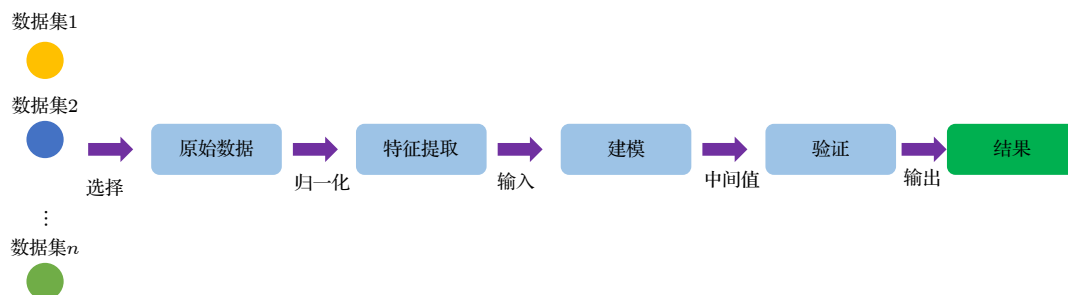 数据集1
数据集2
选择
⋮
数据集n
原始数据
归一化
特征提取
输入
建模
中间值
验证
输出
结果